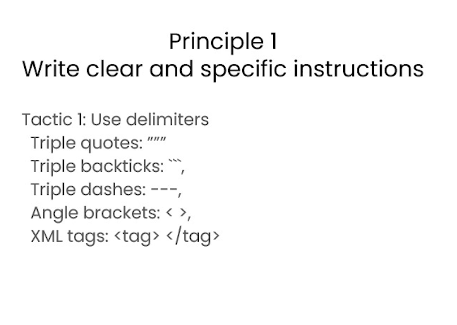 Principle 1
Write clear and specific instructions
Tactic 1: Use delimiters
Triple quotes: """
Triple backticks: ```,
Triple dashes: ---,
Angle brackets: < >,
XML tags: <tag> </tag>